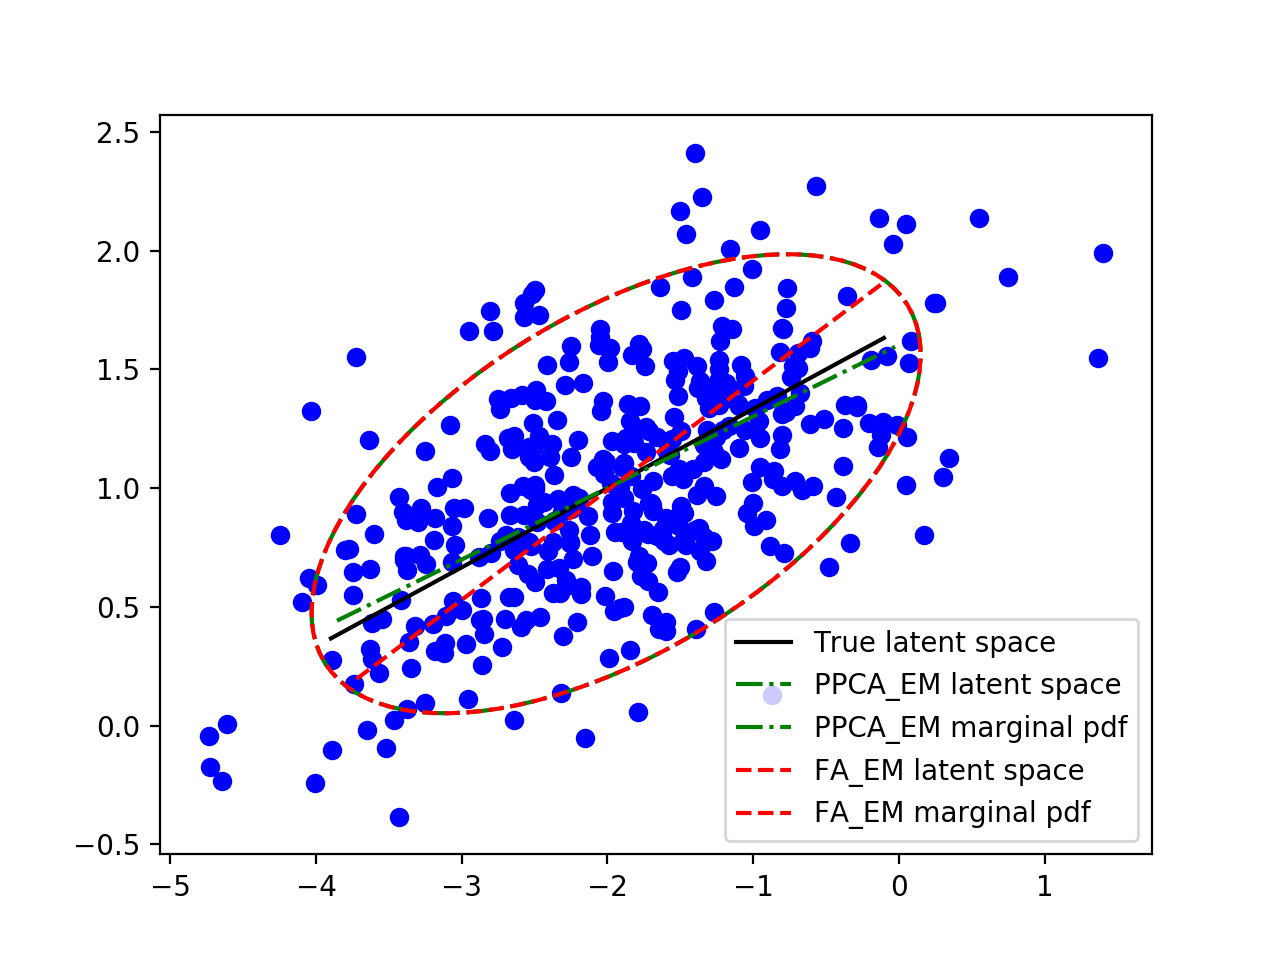 2.5
2.0
1.5
1.0
0.5
0.0
−0.5
True latent space
PPCA_EM latent space
PPCA_EM marginal pdf
FA_EM latent space
FA_EM marginal pdf
−5 −4 −3 −2 −1 0 1